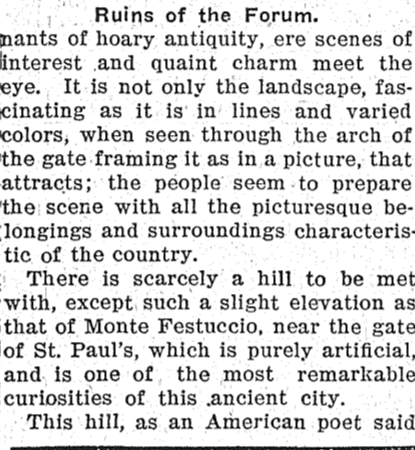 Ruins of the Forum.
nants of hoary antiquity, ere scenes of
interest and quaint charm meet the
eye. It is not only the landscape, fas-
cinating as it is in lines and varied
colors, when seen through the arch of
the gate framing it as in a picture, that
attracts; the people seem to prepare
the scene with all the picturesque be-
longings and surroundings characteris-
tic of the country.
There is scarcely a hill to be met
with, except such a slight elevation as
that of Monte Festuccio, near the gate
of St. Paul's, which is purely artificial,
and is one of the most remarkable
curiosities of this ancient city.
This hill, as an American poet said